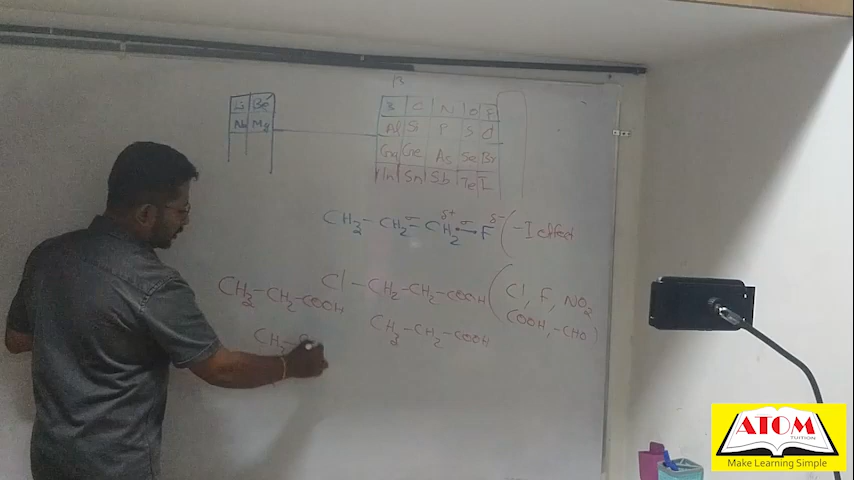 B
Li Be B C N O F
Na Mg Al Si P S Cl
Ga Ge As Se Br
In Sn Sb Te I
δ+ δ-
CH3 - CH2 - CH2 - F ( -I effect
CH3 - CH2 - COOH Cl - CH2 - CH2 - COOH ( Cl, F, NO2
COOH, -CHO )
CH3 - CH2 - COOH
CH3 -
ATOM
TUITION
Make Learning Simple